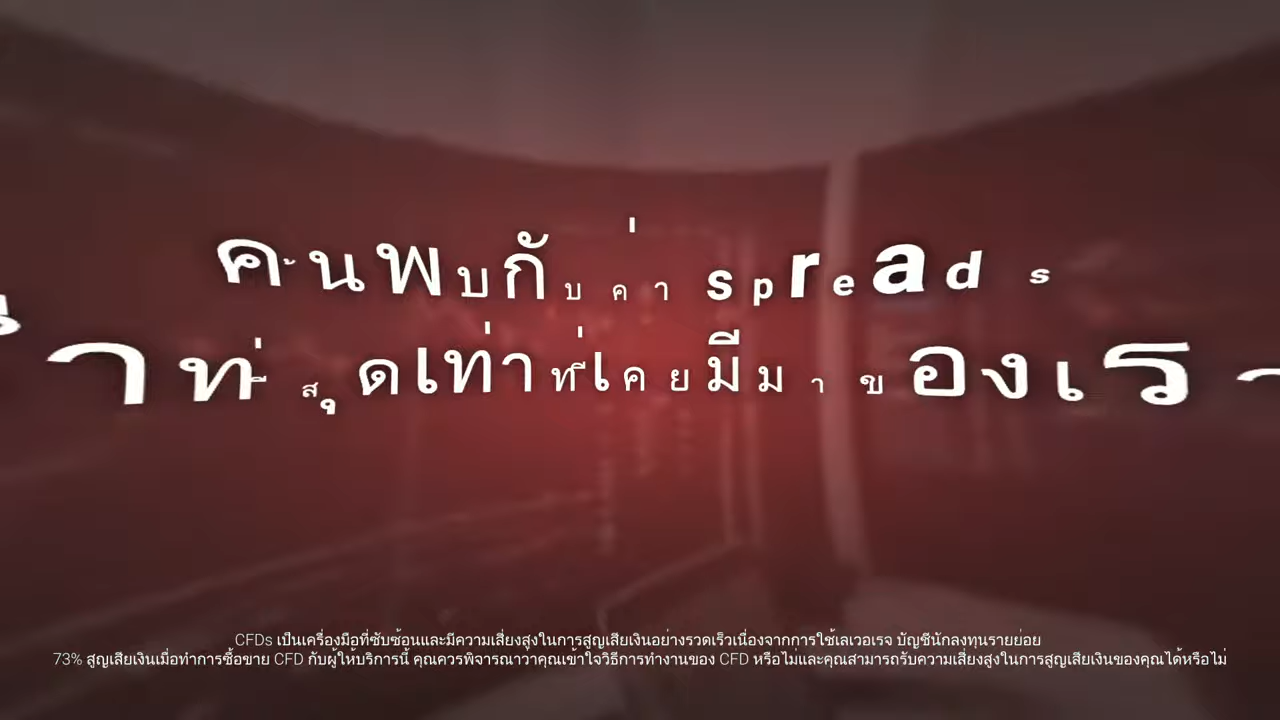 ค้นพบกับค่า spreads
ต่ำที่สุดเท่าที่เคยมีมาของเรา
CFDs เป็นเครื่องมือที่ซับซ้อนและมีความเสี่ยงสูงในการสูญเสียเงินอย่างรวดเร็วเนื่องจากการใช้เลเวอเรจ บัญชีนักลงทุนรายย่อย
73% สูญเสียเงินเมื่อทำการซื้อขาย CFD กับผู้ให้บริการนี้ คุณควรพิจารณาว่าคุณเข้าใจวิธีการทำงานของ CFD หรือไม่และคุณสามารถรับความเสี่ยงสูงในการสูญเสียเงินของคุณได้หรือไม่